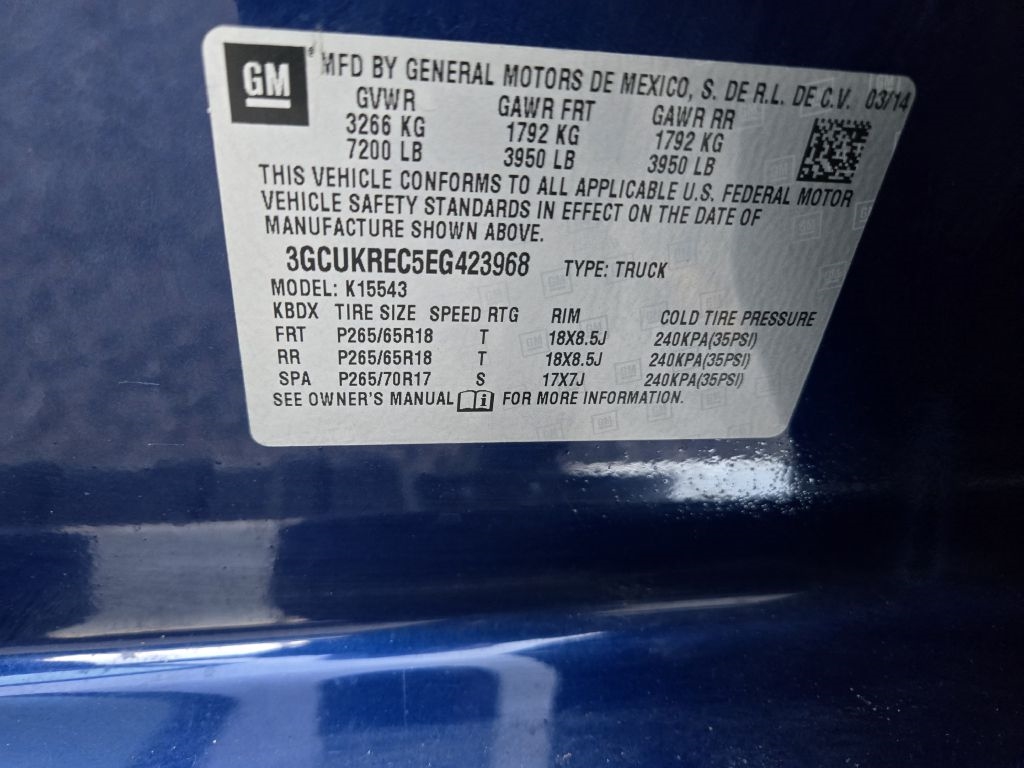 GM® MFD BY GENERAL MOTORS DE MEXICO, S. DE R.L. DE C.V. 03/14
GVWR GAWR FRT GAWR RR
3266 KG 1792 KG 1792 KG
7200 LB 3950 LB 3950 LB
THIS VEHICLE CONFORMS TO ALL APPLICABLE U.S. FEDERAL MOTOR
VEHICLE SAFETY STANDARDS IN EFFECT ON THE DATE OF
MANUFACTURE SHOWN ABOVE.
3GCUKREC5EG423968 TYPE: TRUCK
MODEL: K15543
KBDX TIRE SIZE SPEED RTG RIM COLD TIRE PRESSURE
FRT P265/65R18 T 18X8.5J 240KPA(35PSI)
RR P265/65R18 T 18X8.5J 240KPA(35PSI)
SPA P265/70R17 S 17X7J 240KPA(35PSI)
SEE OWNER'S MANUAL i FOR MORE INFORMATION.